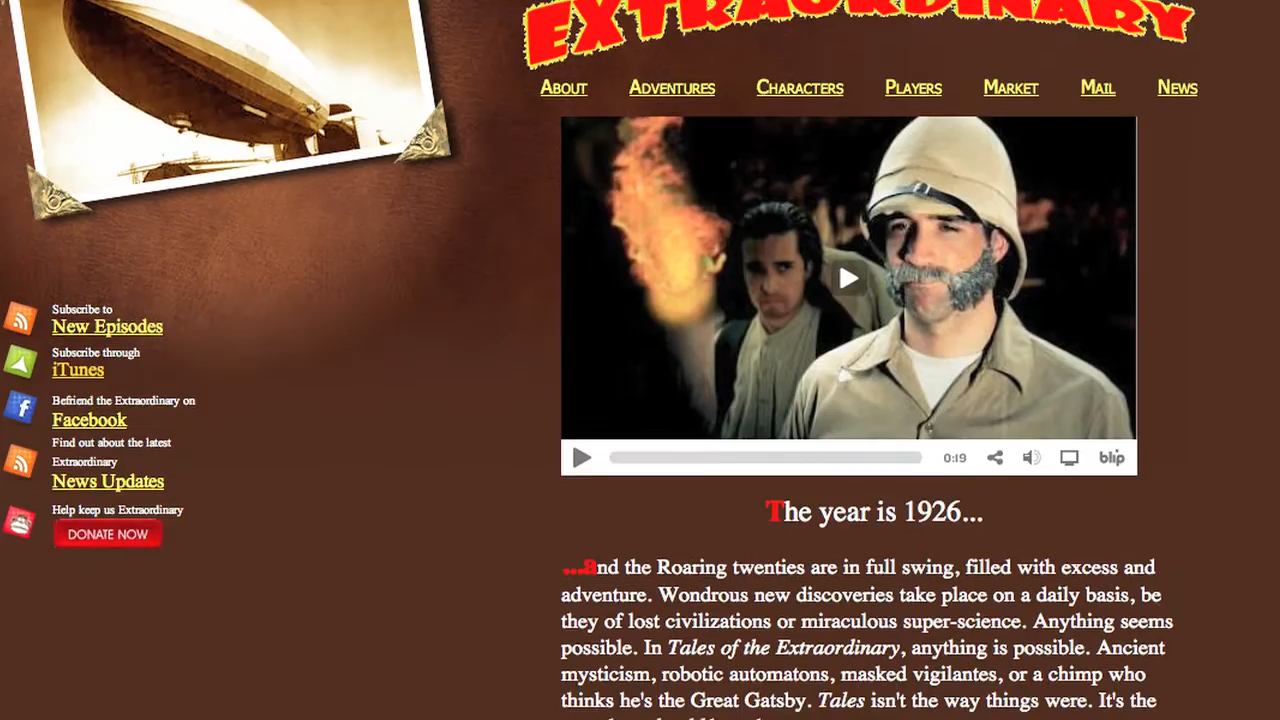 EXTRAORDINARY
About Adventures Characters Players Market Mail News
Subscribe to
New Episodes
Subscribe through
iTunes
Befriend the Extraordinary on
Facebook
Find out about the latest
Extraordinary
News Updates
Help keep us Extraordinary
DONATE NOW
0:19
blip
The year is 1926...
...and the Roaring twenties are in full swing, filled with excess and
adventure. Wondrous new discoveries take place on a daily basis, be
they of lost civilizations or miraculous super-science. Anything seems
possible. In Tales of the Extraordinary, anything is possible. Ancient
mysticism, robotic automatons, masked vigilantes, or a chimp who
thinks he's the Great Gatsby. Tales isn't the way things were. It's the